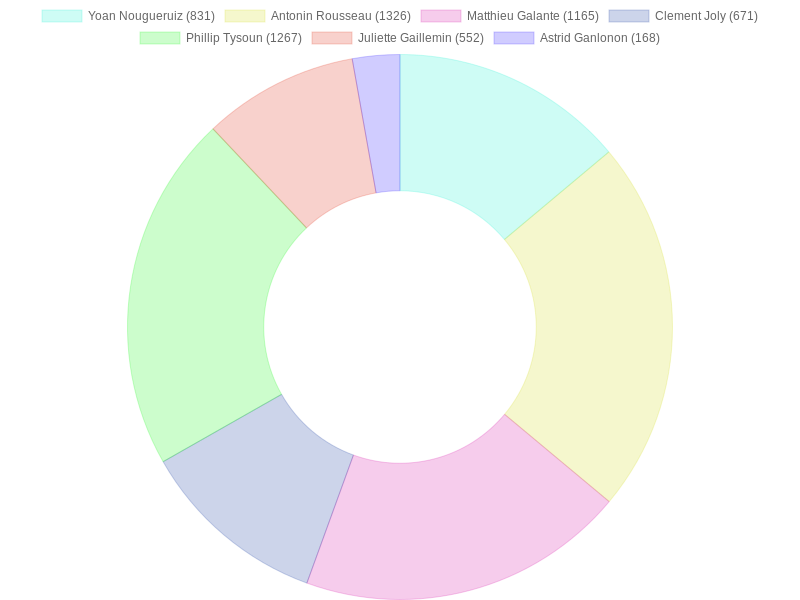 Yoan Nougueruiz (831) Antonin Rousseau (1326) Matthieu Galante (1165) Clement Joly (671)
Phillip Tysoun (1267) Juliette Gaillemin (552) Astrid Ganlonon (168)